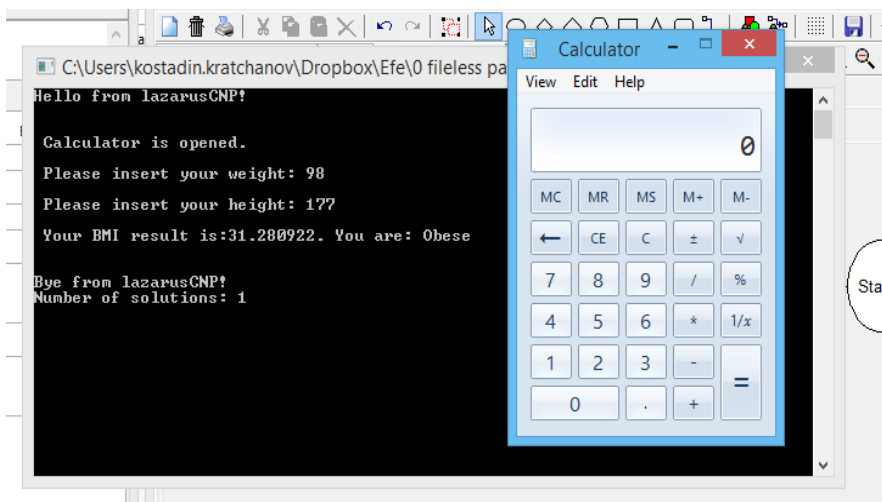 a
C:\Users\kostadin.kratchanov\Dropbox\Efe\0 fileless pa
Hello from lazarusCNP!
Calculator is opened.
Please insert your weight: 98
Please insert your height: 177
Your BMI result is:31.280922. You are: Obese
Bye from lazarusCNP!
Number of solutions: 1
Calculator
View Edit Help
0
MC MR MS M+ M-
← CE C ± √
7 8 9 / %
4 5 6 * 1/x
1 2 3 - =
0 . +
Sta